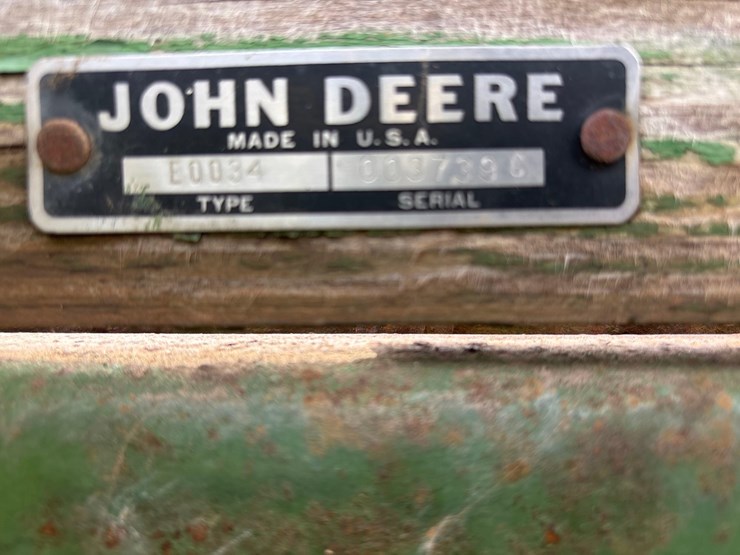 JOHN DEERE
MADE IN U.S.A.
E0034
TYPE SERIAL